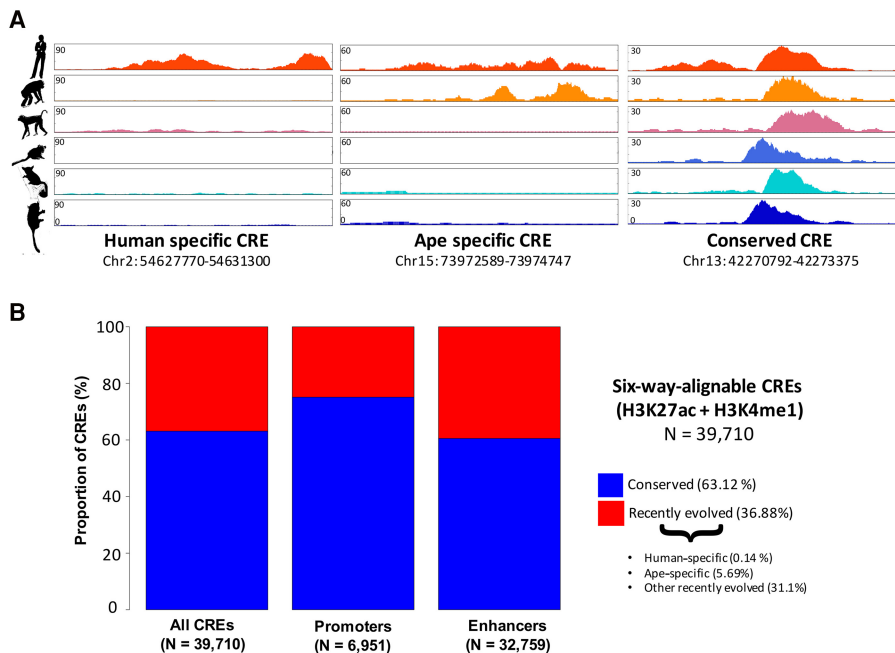 A
90
60
30
90
60
30
90
60
30
90
60
30
90
60
30
90
60
30
0
0
0
Human specific CRE
Ape specific CRE
Conserved CRE
Chr2:54627770-54631300
Chr15:73972589-73974747
Chr13:42270792-42273375
B
Proportion of CREs (%)
100
80
60
40
20
0
All CREs
(N = 39,710)
Promoters
(N = 6,951)
Enhancers
(N = 32,759)
Six-way-alignable CREs
(H3K27ac + H3K4me1)
N = 39,710
Conserved (63.12 %)
Recently evolved (36.88%)
• Human-specific (0.14 %)
• Ape-specific (5.69%)
• Other recently evolved (31.1%)